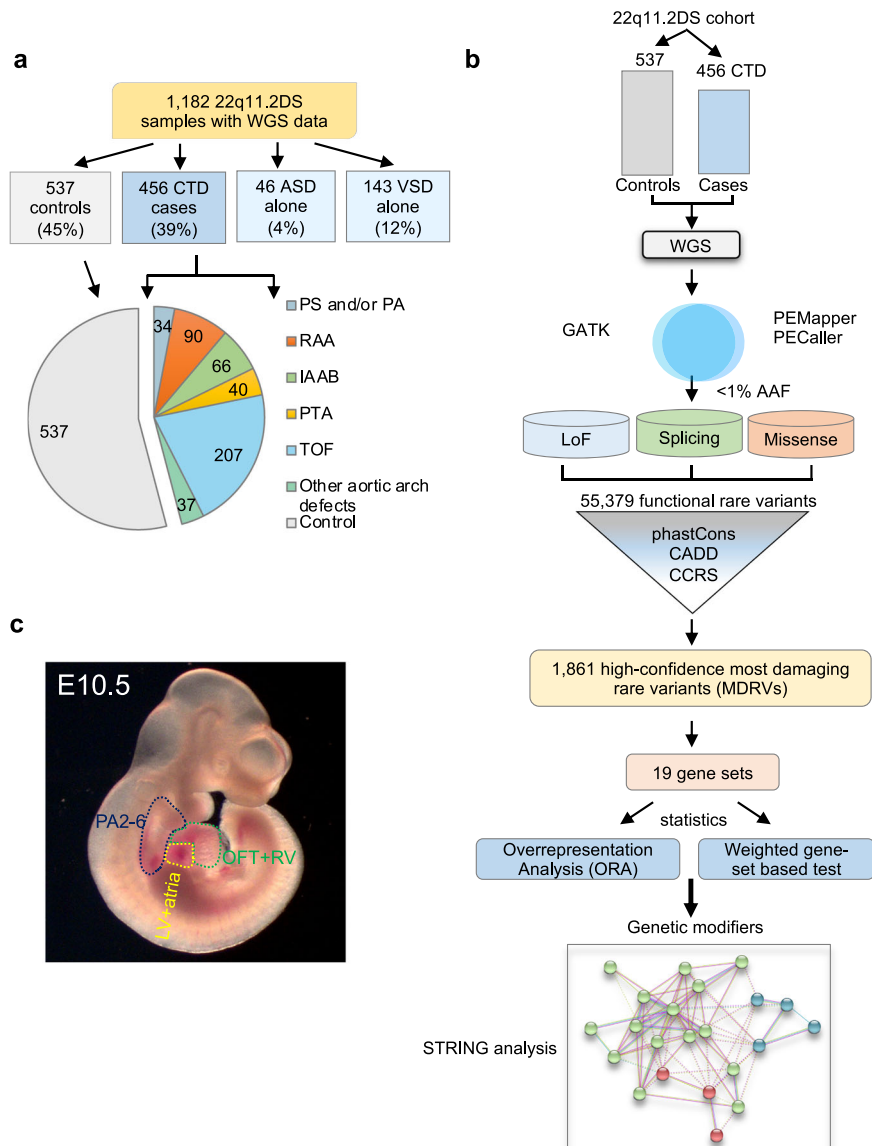 a
1,182 22q11.2DS
samples with WGS data
537
controls
(45%)
456 CTD
cases
(39%)
46 ASD
alone
(4%)
143 VSD
alone
(12%)
34
90
66
40
207
37
537
PS and/or PA
RAA
IAAB
PTA
TOF
Other aortic arch
defects
Control
b
22q11.2DS cohort
537
456 CTD
Controls
Cases
WGS
GATK
PEMapper
PECaller
<1% AAF
LoF
Splicing
Missense
55,379 functional rare variants
phastCons
CADD
CCRS
1,861 high-confidence most damaging
rare variants (MDRVs)
19 gene sets
statistics
Overrepresentation
Analysis (ORA)
Weighted gene-
set based test
Genetic modifiers
STRING analysis
c
E10.5
PA2-6
OFT+RV
LV+atria